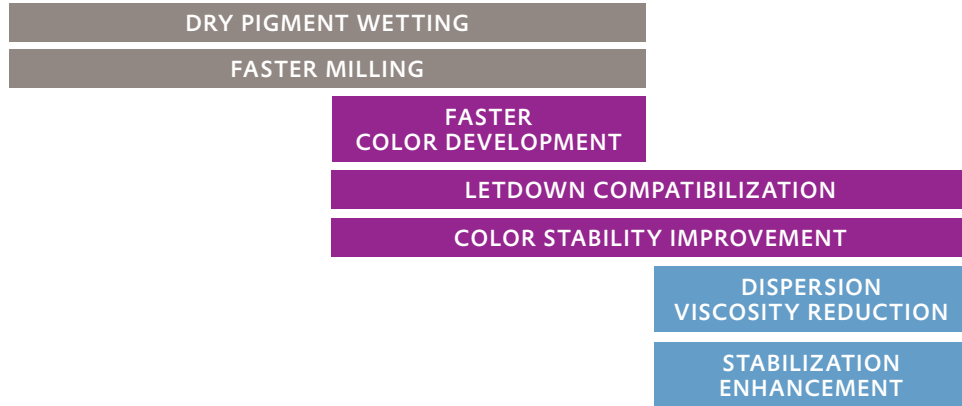 DRY PIGMENT WETTING
FASTER MILLING
FASTER
COLOR DEVELOPMENT
LETDOWN COMPATIBILIZATION
COLOR STABILITY IMPROVEMENT
DISPERSION
VISCOSITY REDUCTION
STABILIZATION
ENHANCEMENT